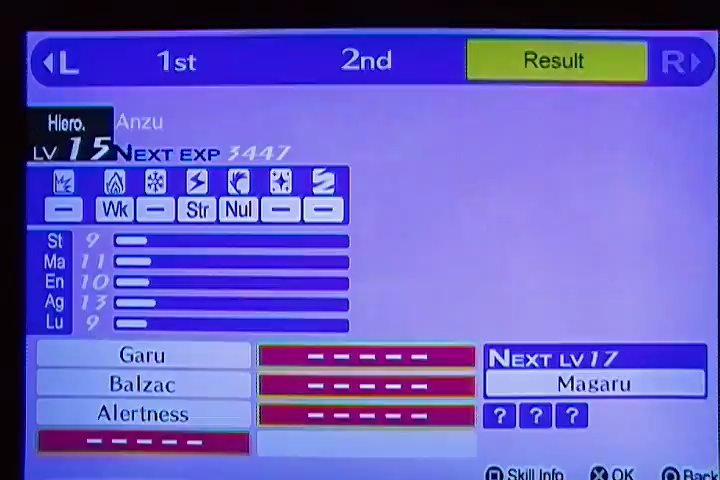 L 1st 2nd Result R
Hiero. Anzu
LV 15 NEXT EXP 3447
– Wk – Str Nul – –
St 9
Ma 11
En 10
Ag 13
Lu 9
Garu – – – – –
Balzac – – – – –
Alertness – – – – –
– – – – –
NEXT LV 17
Magaru
? ? ?
Skill Info OK Back